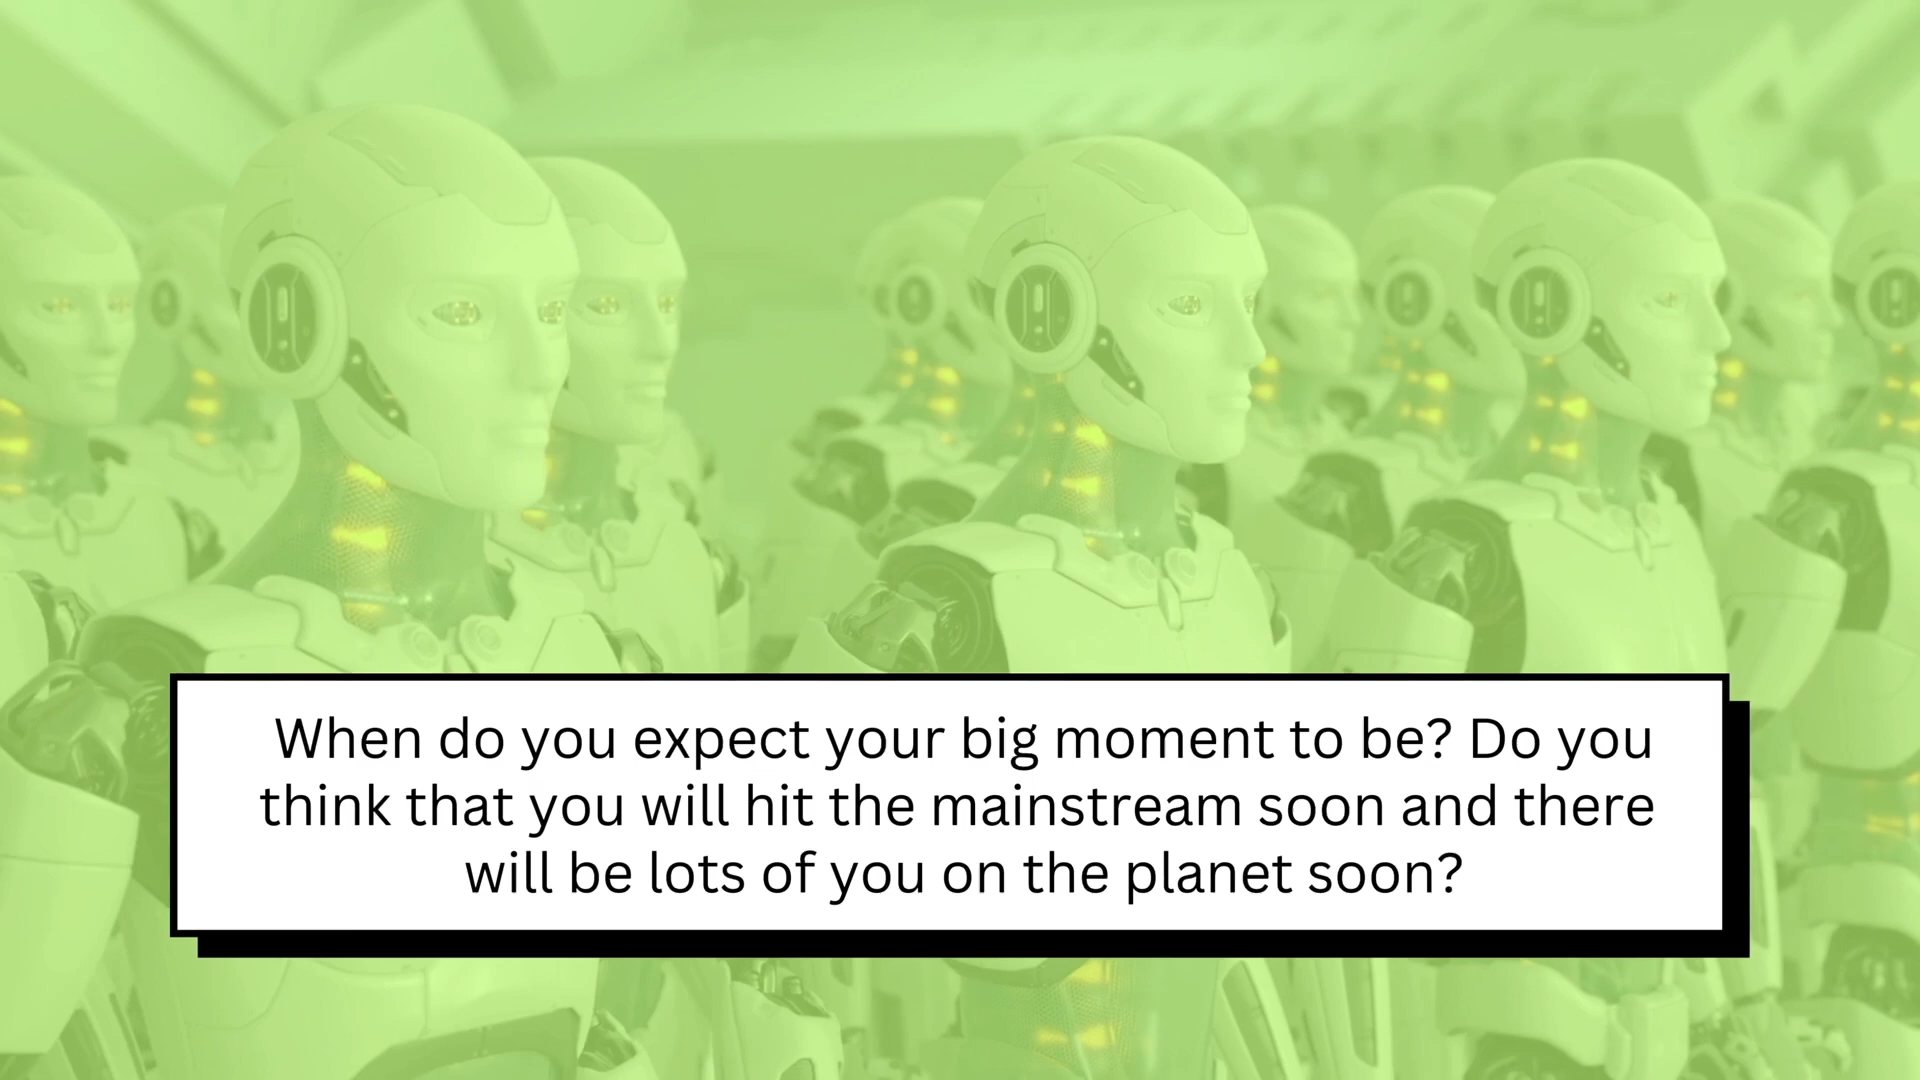 When do you expect your big moment to be? Do you
think that you will hit the mainstream soon and there
will be lots of you on the planet soon?